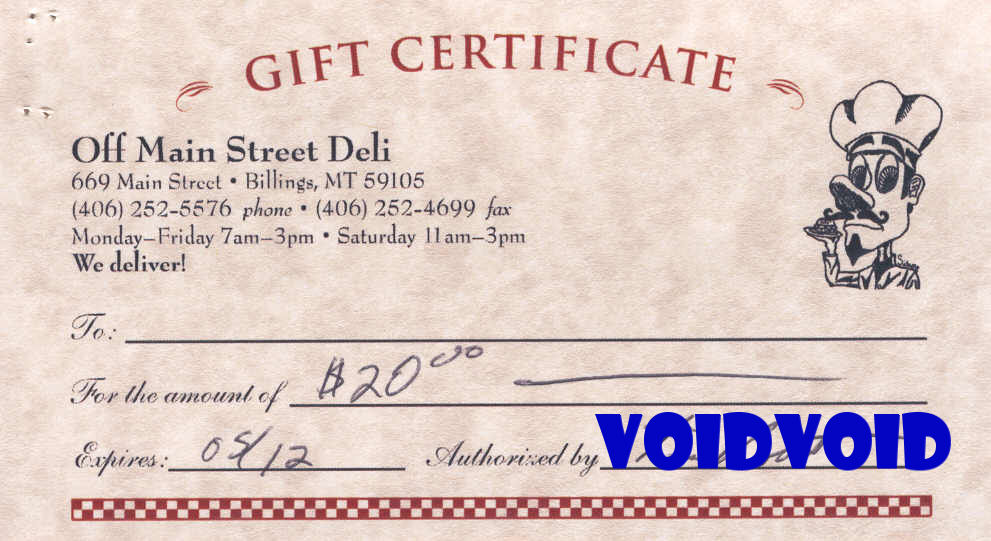 GIFT CERTIFICATE
Off Main Street Deli
669 Main Street • Billings, MT 59105
(406) 252-5576 phone • (406) 252-4699 fax
Monday–Friday 7am–3pm • Saturday 11am–3pm
We deliver!
To:
For the amount of $20.00
Expires: 05/12 Authorized by VOIDVOID